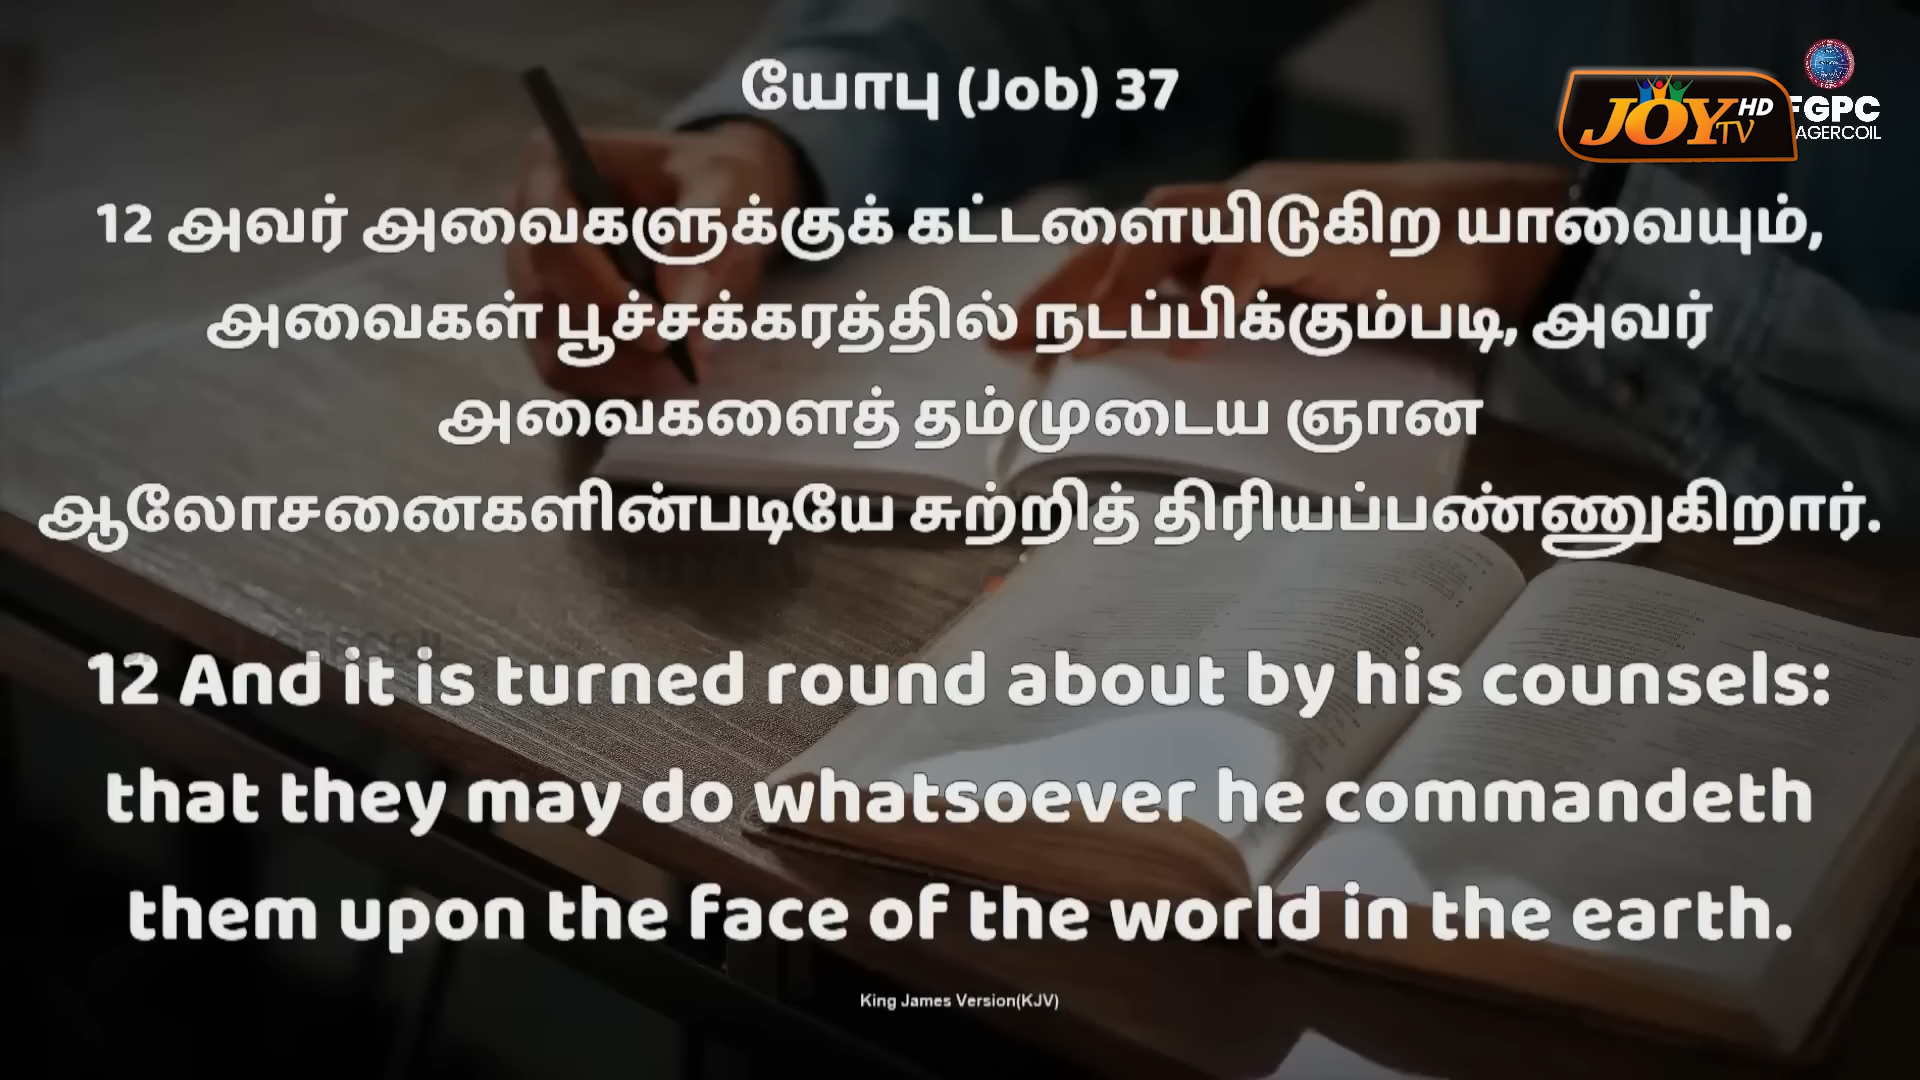 யோபு (Job) 37
JOY TV HD
FGPC
AGERCOIL
12 அவர் அவைகளுக்குக் கட்டளையிடுகிற யாவையும்,
அவைகள் பூச்சக்கரத்தில் நடப்பிக்கும்படி, அவர்
அவைகளைத் தம்முடைய ஞான
ஆலோசனைகளின்படியே சுற்றித் திரியப்பண்ணுகிறார்.
12 And it is turned round about by his counsels:
that they may do whatsoever he commandeth
them upon the face of the world in the earth.
King James Version(KJV)